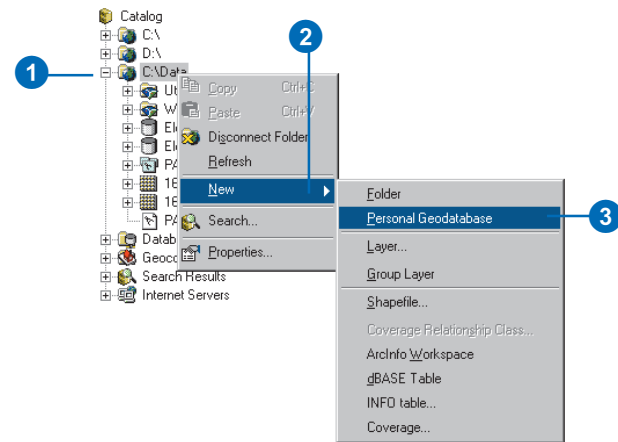 Catalog
C:\
2
D:\
1
C:\Data
Copy Ctrl+C
Paste Ctrl+V
Disconnect Folder
Refresh
New
Search...
Properties...
Folder
Personal Geodatabase
3
Layer...
Group Layer
Shapefile...
Coverage Relationship Class...
ArcInfo Workspace
dBASE Table
INFO table...
Coverage...
Search Results
Internet Servers